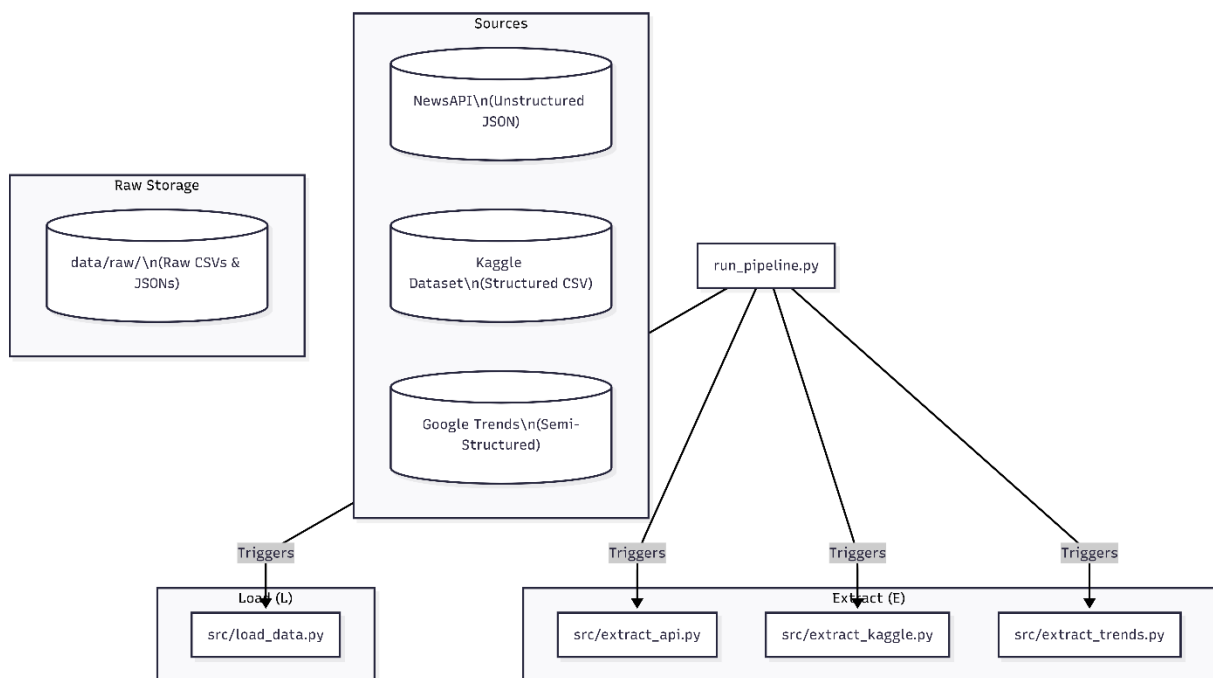 Sources
NewsAPI\n(Unstructured
JSON)
Raw Storage
data/raw/\n(Raw CSVs &
JSONs)
Kaggle
Dataset\n(Structured CSV)
run_pipeline.py
Google Trends\n(Semi-
Structured)
Triggers
Triggers
Triggers
Triggers
Load (L)
Extract (E)
src/load_data.py
src/extract_api.py
src/extract_kaggle.py
src/extract_trends.py